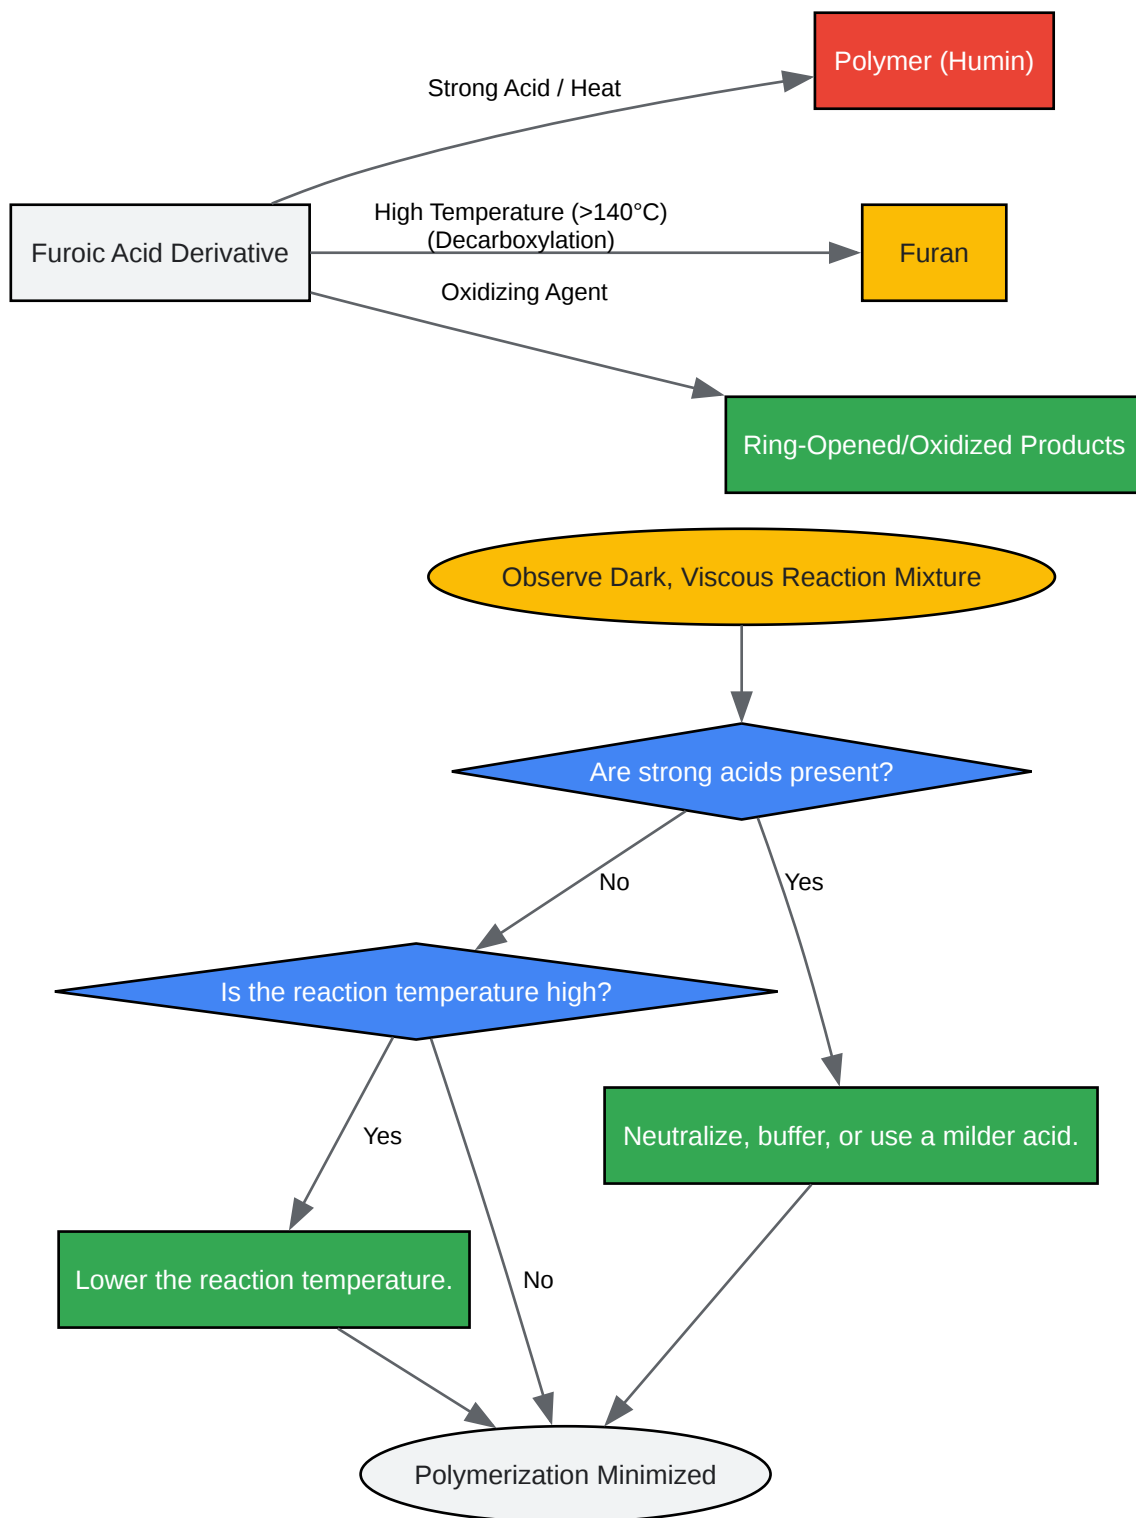 Polymer (Humin)
Strong Acid / Heat
High Temperature (>140°C)
(Decarboxylation)
Furoic Acid Derivative
Furan
Oxidizing Agent
Ring-Opened/Oxidized Products
Observe Dark, Viscous Reaction Mixture
Are strong acids present?
No
Yes
Is the reaction temperature high?
Yes
Neutralize, buffer, or use a milder acid.
Lower the reaction temperature.
No
Polymerization Minimized